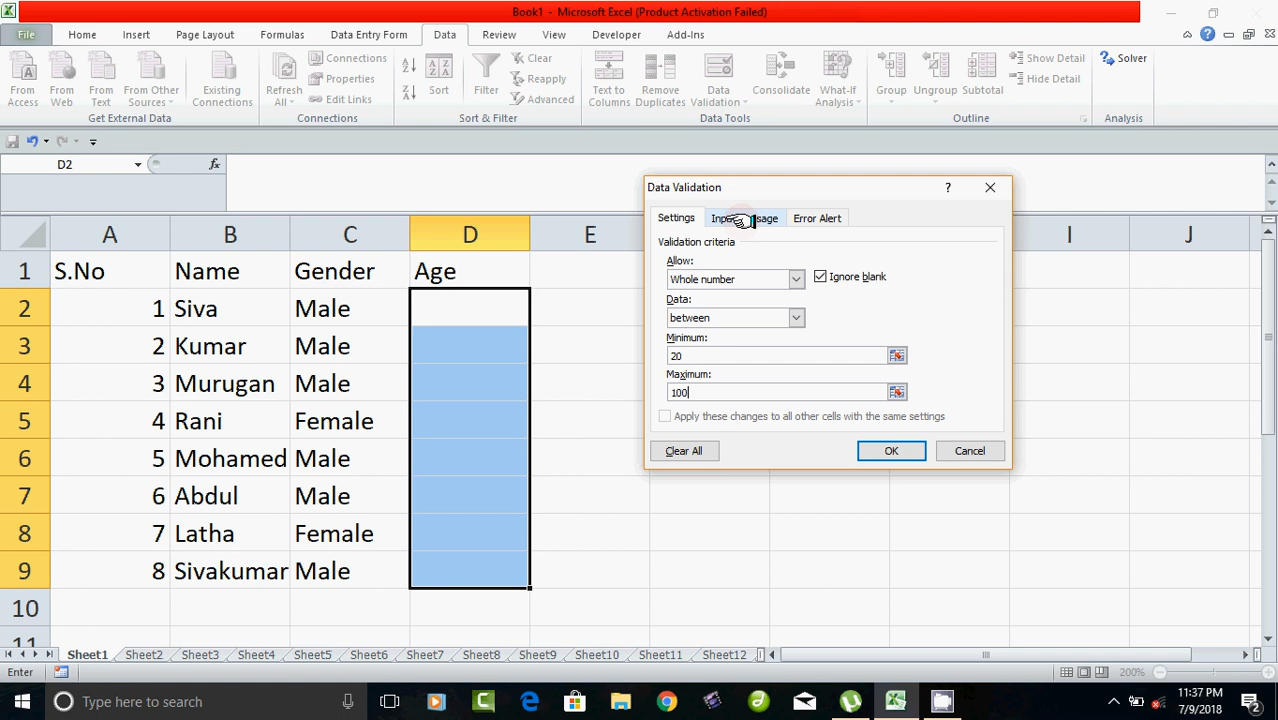 Book1 - Microsoft Excel (Product Activation Failed)
File Home Insert Page Layout Formulas Data Entry Form Data Review View Developer Add-Ins
From Access
From Web
From Text
From Other Sources
Existing Connections
Get External Data
Refresh All
Connections
Properties
Edit Links
Connections
Sort
Filter
Clear
Reapply
Advanced
Sort & Filter
Text to Columns
Remove Duplicates
Data Validation
Consolidate
What-If Analysis
Data Tools
Group
Ungroup
Subtotal
Show Detail
Hide Detail
Outline
Solver
Analysis
D2 fx
A B C D E I J
1 S.No Name Gender Age
2 1 Siva Male
3 2 Kumar Male
4 3 Murugan Male
5 4 Rani Female
6 5 Mohamed Male
7 6 Abdul Male
8 7 Latha Female
9 8 Sivakumar Male
10
11
Data Validation ?
Settings Error Alert
Validation criteria
Allow:
Whole number Ignore blank
Data:
between
Minimum:
20
Maximum:
100
Apply these changes to all other cells with the same settings
Clear All OK Cancel
Sheet1 Sheet2 Sheet3 Sheet4 Sheet5 Sheet6 Sheet7 Sheet8 Sheet9 Sheet10 Sheet11 Sheet12
Enter 200%
Type here to search
11:37 PM
7/9/2018
2